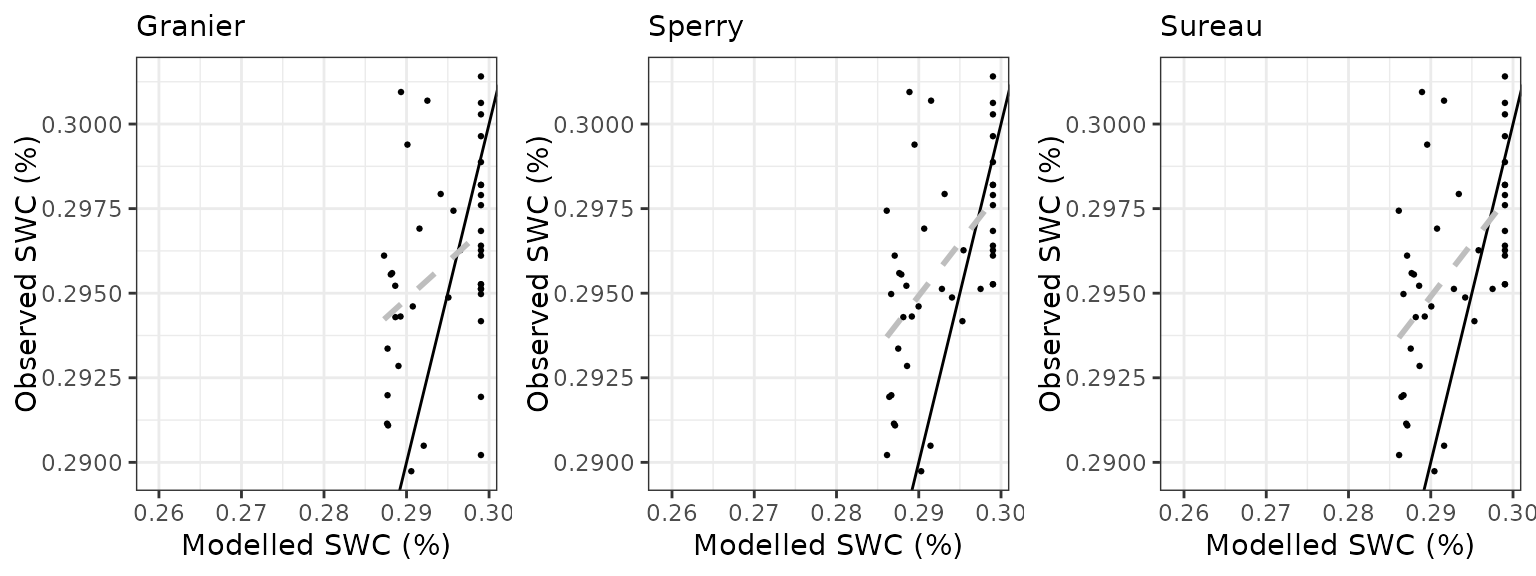 Granier
Sperry
Sureau
Observed SWC (%)
0.3000
0.2975
0.2950
0.2925
0.2900
0.26 0.27 0.28 0.29 0.30
Modelled SWC (%)
Observed SWC (%)
0.3000
0.2975
0.2950
0.2925
0.2900
0.26 0.27 0.28 0.29 0.30
Modelled SWC (%)
Observed SWC (%)
0.3000
0.2975
0.2950
0.2925
0.2900
0.26 0.27 0.28 0.29 0.30
Modelled SWC (%)